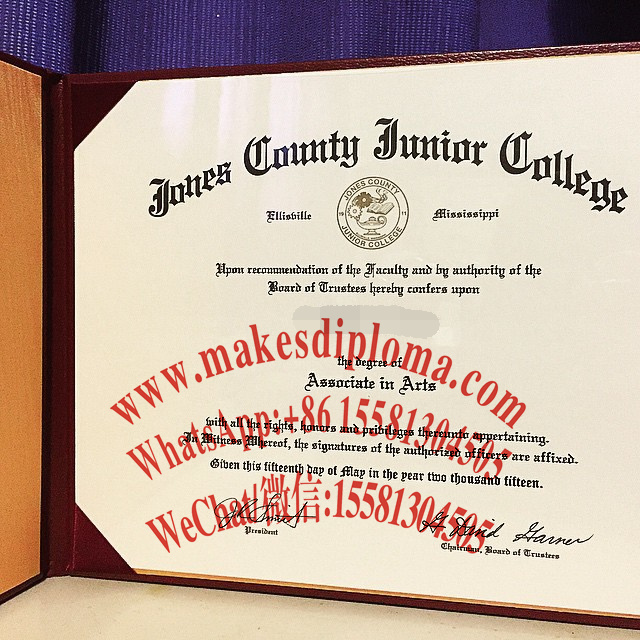 Jones County Junior College
JONES COUNTY
JUNIOR COLLEGE
Ellisville
Mississippi
Upon recommendation of the Faculty and by authority of the
Board of Trustees hereby confers upon
www.makesdiploma.com
the degree of
Associate in Arts
WhatsApp:+86 15581304505
with all the rights, honors and privileges thereunto appertaining.
In Witness Whereof, the signatures of the authorized officers are affixed.
Given this fifteenth day of May in the year two thousand fifteen.
WeChat微信:15581304505
President
G. David Garner
Chairman, Board of Trustees